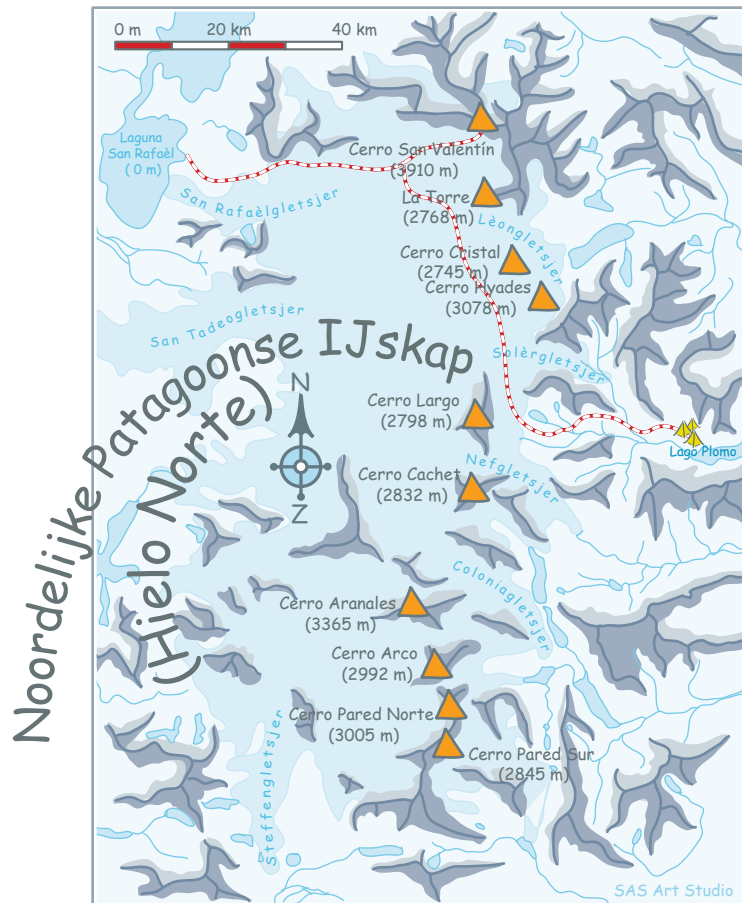 0 m 20 km 40 km
Laguna
San Rafaèl
( 0 m)
Cerro San Valentín
(3910 m)
San Rafaèlgletsjer
La Torre
(2768 m)
Lèongletsjer
Cerro Cristal
(2745 m)
Cerro Hyades
(3078 m)
San Tadeogletsjer
Solèrgletsjer
Noordelijke Patagoonse IJskap
(Hielo Norte)
N
Z
Cerro Largo
(2798 m)
Lago Plomo
Cerro Cachet
(2832 m)
Nefgletsjer
Coloniagletsjer
Cerro Aranales
(3365 m)
Cerro Arco
(2992 m)
Cerro Pared Norte
(3005 m)
Cerro Pared Sur
(2845 m)
Steffengletsjer
SAS Art Studio